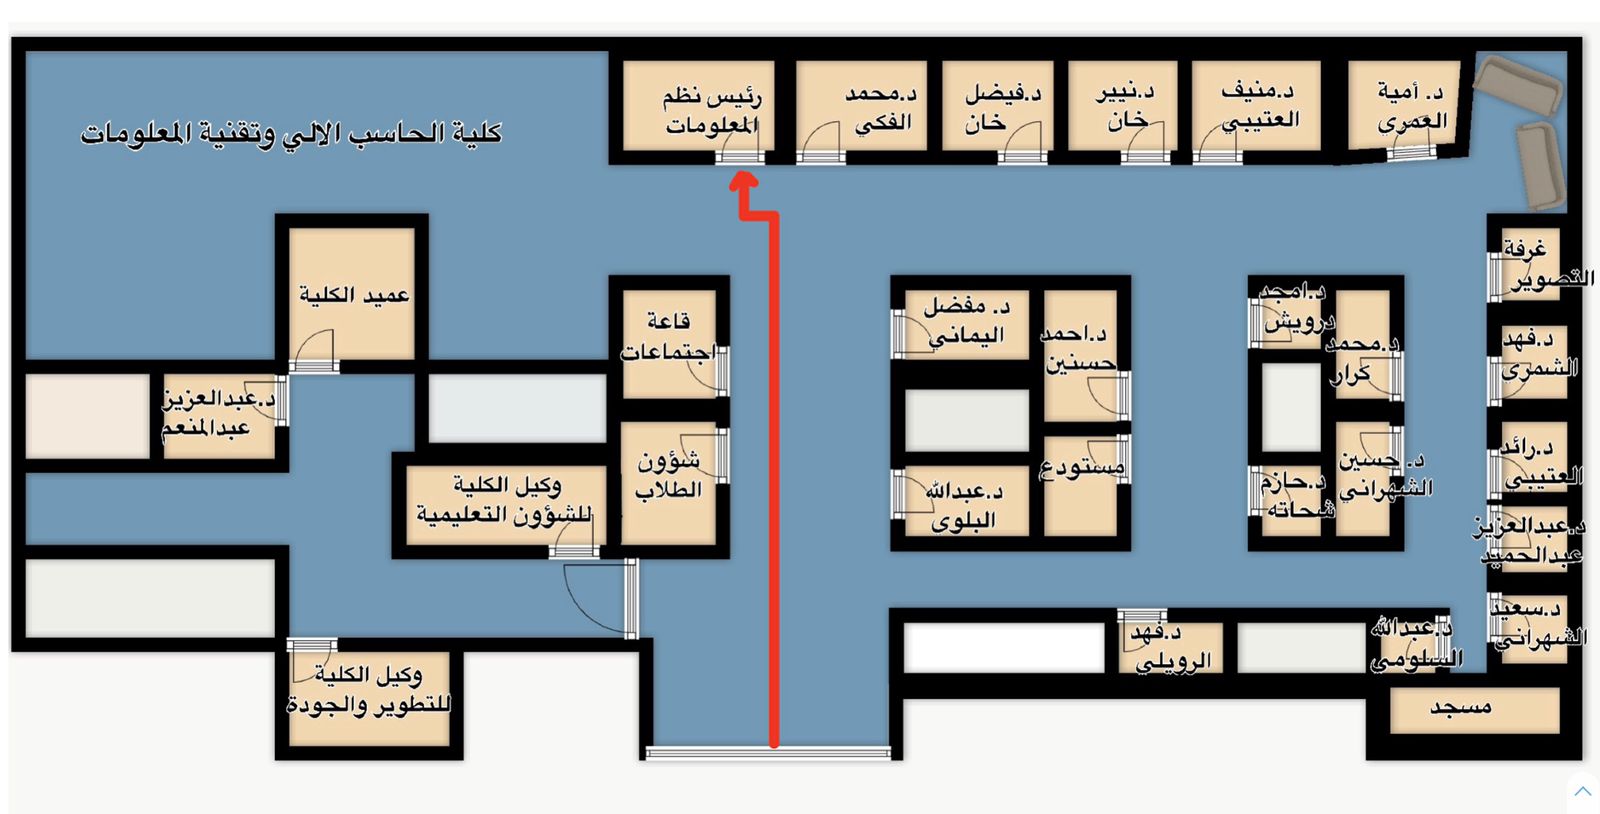 كلية الحاسب الالي وتقنية المعلومات
رئيس نظم
المعلومات
د.محمد
الفكي
د.فيضل
خان
د.نيير
خان
د.منيف
العتيبي
د. أمية
العمري
غرفة
التصوير
عميد الكلية
قاعة
اجتماعات
د. مفضل
اليماني
د.احمد
حسنين
د.امجد
درويش
د.محمد
كرار
د.فهد
الشمري
د.عبدالعزيز
عبدالمنعم
شؤون
الطلاب
وكيل الكلية
للشؤون التعليمية
د.عبدالله
البلوي
مستودع
د.حازم
شحاته
د. حسين
الشهراني
د.رائد
العتيبي
د.عبدالعزيز
عبدالحميد
د.سعيد
الشهراني
د.فهد
الرويلي
د.عبدالله
السلومي
وكيل الكلية
للتطوير والجودة
مسجد